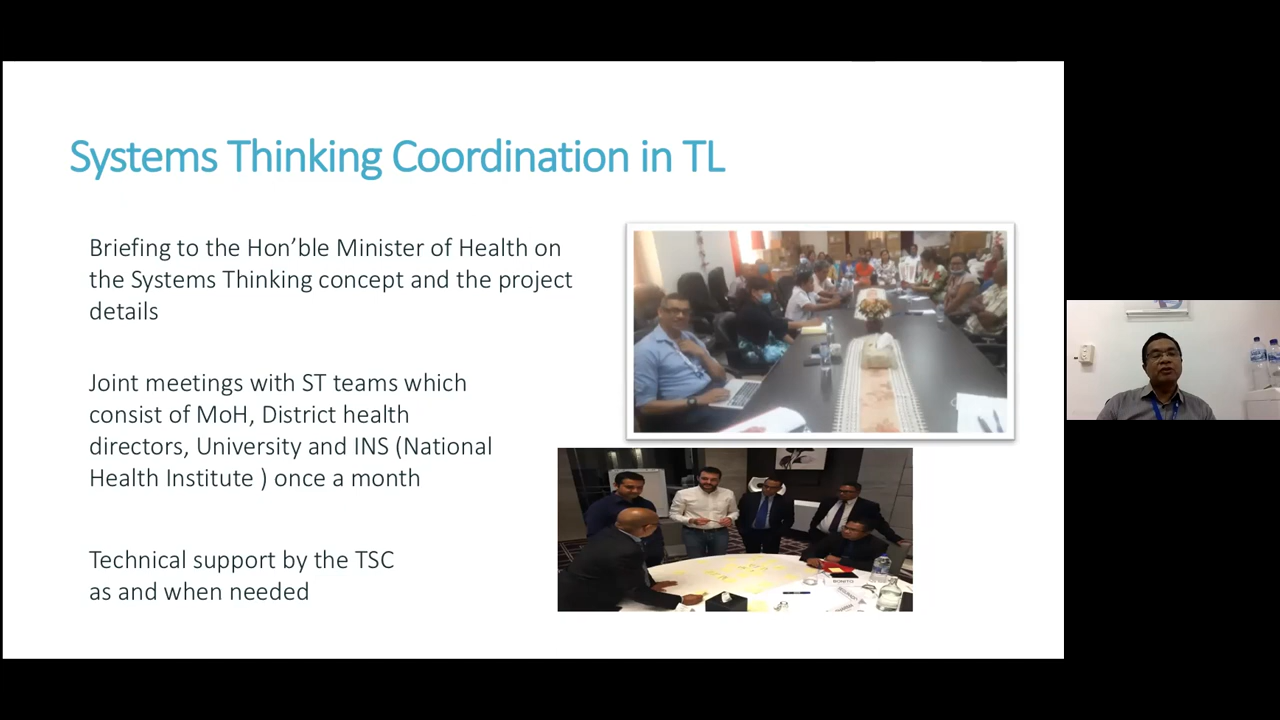 Systems Thinking Coordination in TL
Briefing to the Hon’ble Minister of Health on
the Systems Thinking concept and the project
details
Joint meetings with ST teams which
consist of MoH, District health
directors, University and INS (National
Health Institute ) once a month
Technical support by the TSC
as and when needed